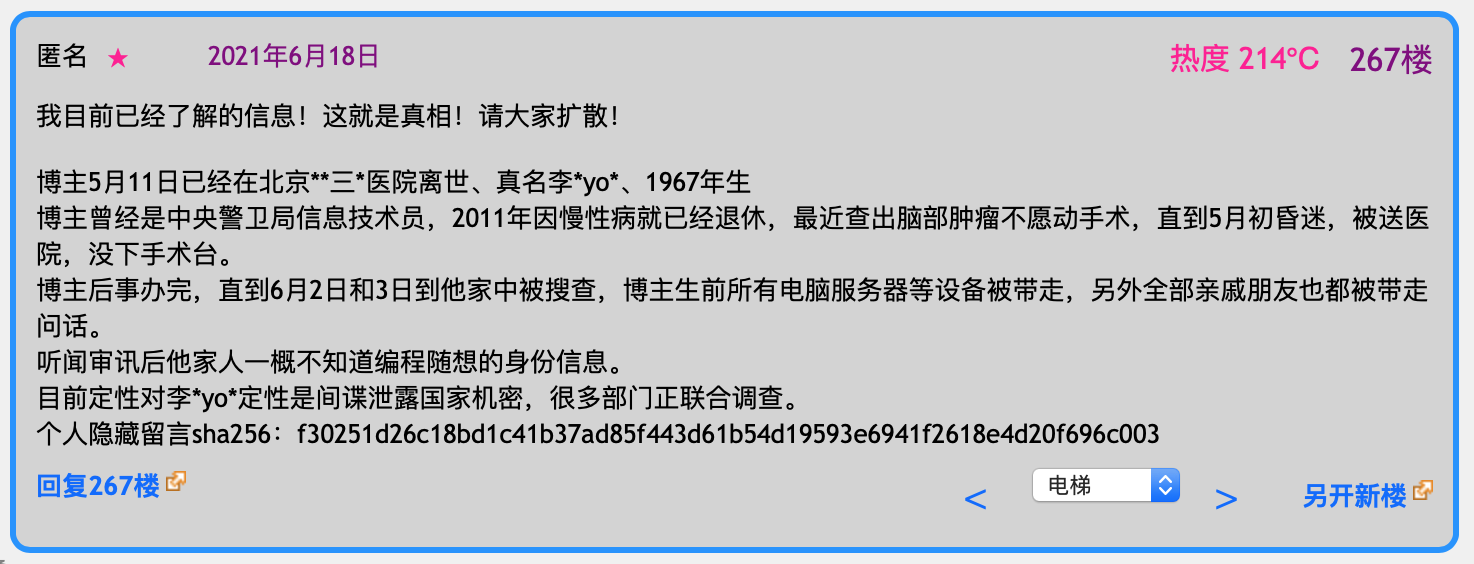 匿名 ★ 2021年6月18日 热度 214°C 267楼
我目前已经了解的信息！这就是真相！请大家扩散！
博主5月11日已经在北京**三*医院离世、真名李*yo*、1967年生
博主曾经是中央警卫局信息技术员，2011年因慢性病就已经退休，最近查出脑部肿瘤不愿动手术，直到5月初昏迷，被送医
院，没下手术台。
博主后事办完，直到6月2日和3日到他家中被搜查，博主生前所有电脑服务器等设备被带走，另外全部亲戚朋友也都被带走
问话。
听闻审讯后他家人一概不知道编程随想的身份信息。
目前定性对李*yo*定性是间谍泄露国家机密，很多部门正联合调查。
个人隐藏留言sha256：f30251d26c18bd1c41b37ad85f443d61b54d19593e6941f2618e4d20f696c003
回复267楼 < 电梯 > 另开新楼